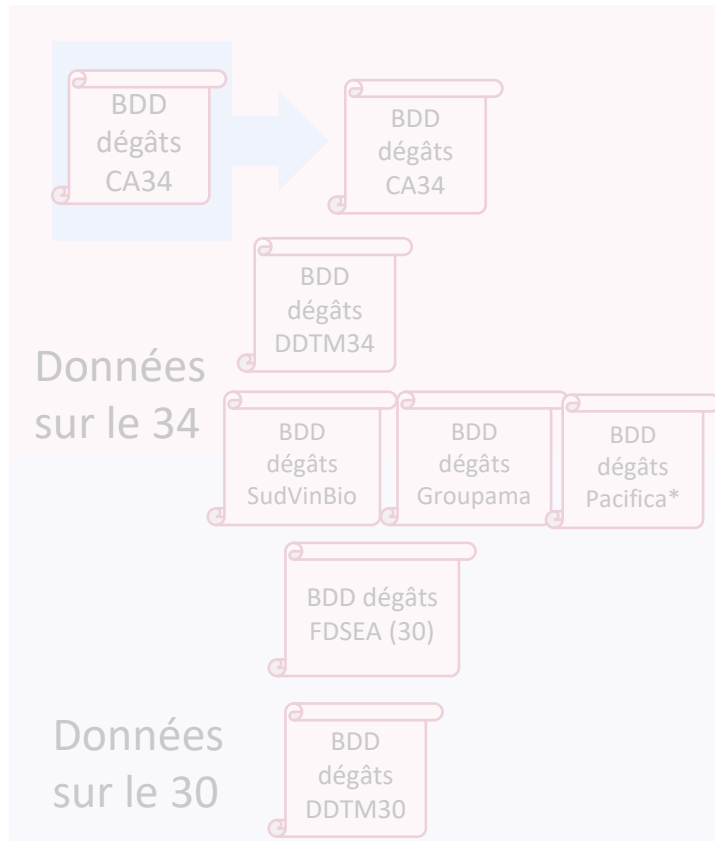 BDD
dégâts
CA34
BDD
dégâts
CA34
BDD
dégâts
DDTM34
Données
sur le 34
BDD
dégâts
SudVinBio
BDD
dégâts
Groupama
BDD
dégâts
Pacifica*
BDD dégâts
FDSEA (30)
Données
sur le 30
BDD
dégâts
DDTM30